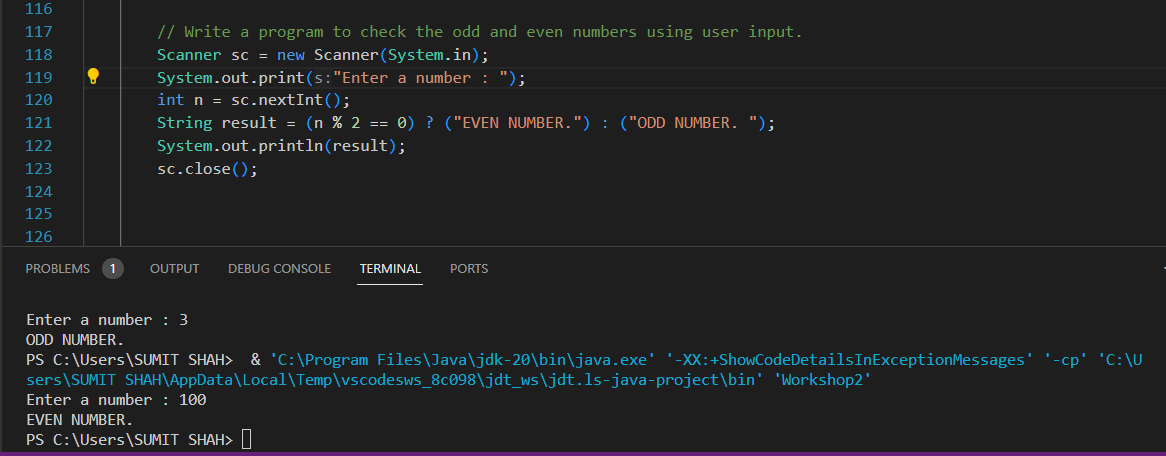 116
117 // Write a program to check the odd and even numbers using user input.
118 Scanner sc = new Scanner(System.in);
119 System.out.print(s:"Enter a number : ");
120 int n = sc.nextInt();
121 String result = (n % 2 == 0) ? ("EVEN NUMBER.") : ("ODD NUMBER. ");
122 System.out.println(result);
123 sc.close();
124
125
126
PROBLEMS 1 OUTPUT DEBUG CONSOLE TERMINAL PORTS
Enter a number : 3
ODD NUMBER.
PS C:\Users\SUMIT SHAH>  & 'C:\Program Files\Java\jdk-20\bin\java.exe' '-XX:+ShowCodeDetailsInExceptionMessages' '-cp' 'C:\U
sers\SUMIT SHAH\AppData\Local\Temp\vscodesws_8c098\jdt_ws\jdt.ls-java-project\bin' 'Workshop2'
Enter a number : 100
EVEN NUMBER.
PS C:\Users\SUMIT SHAH>